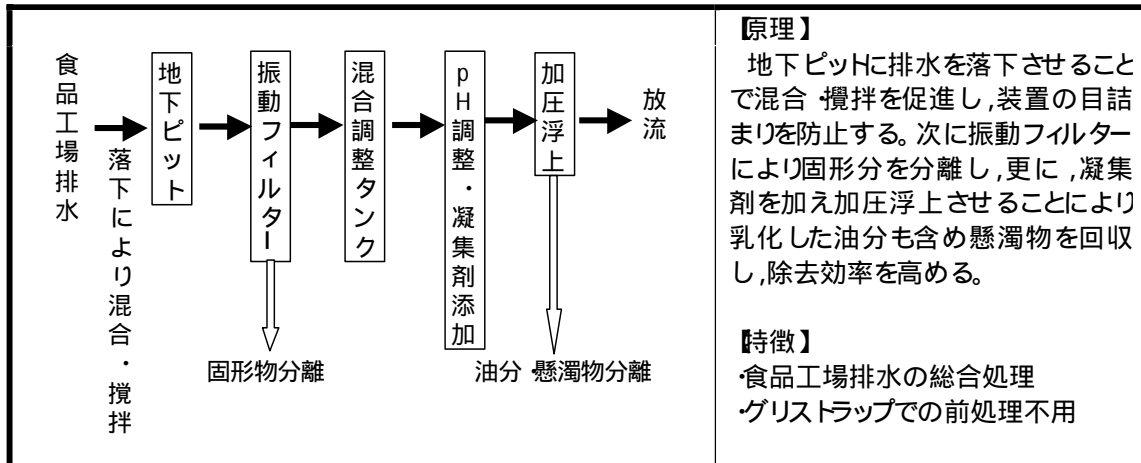 食品工場排水
落下により混合・撹拌
地下ピット
振動フィルター
混合調整タンク
pH調整・凝集剤添加
加圧浮上
放流
固形物分離
油分・懸濁物分離
【原理】
地下ピットに排水を落下させること
で混合・攪拌を促進し,装置の目詰
まりを防止する。次に振動フィルター
により固形分を分離し,更に,凝集
剤を加え加圧浮上させることにより
乳化した油分も含め懸濁物を回収
し,除去効率を高める。
【特徴】
・食品工場排水の総合処理
・グリストラップでの前処理不用